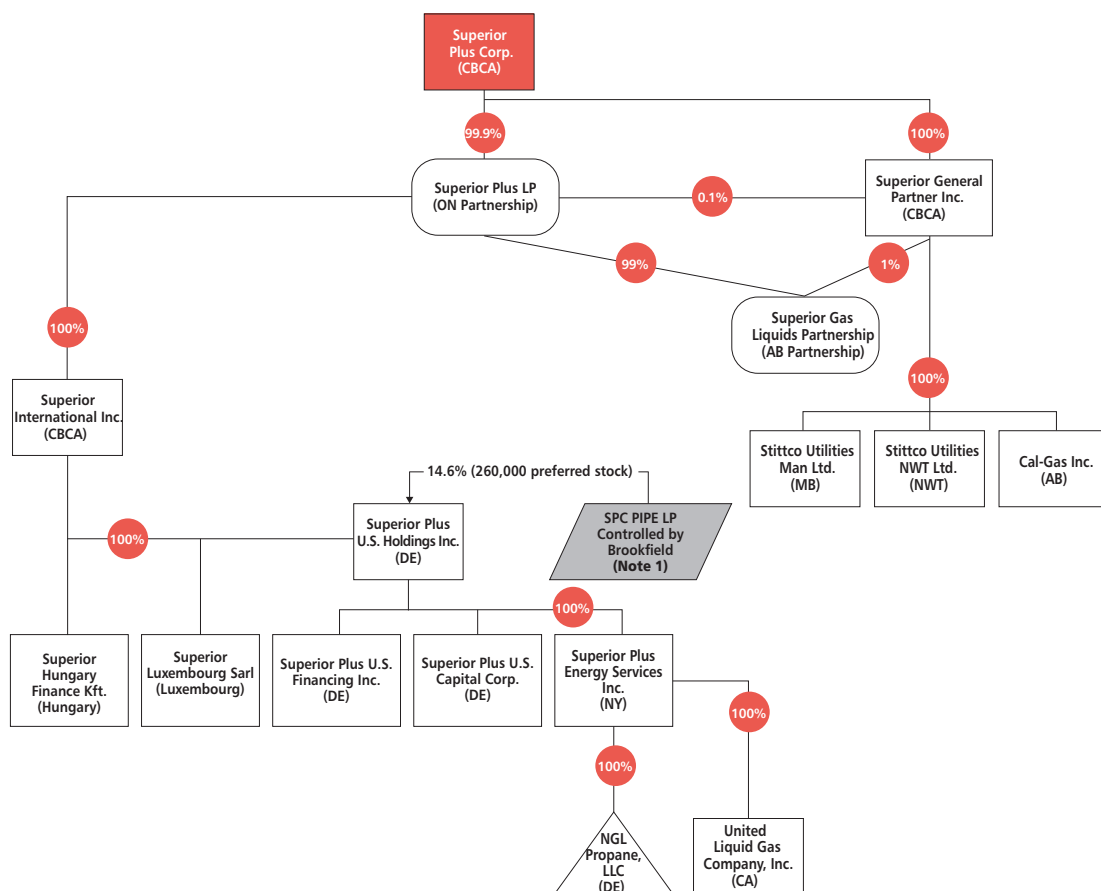 Superior
Plus Corp.
(CBCA)
99.9%
100%
Superior Plus LP
(ON Partnership)
0.1%
Superior General
Partner Inc.
(CBCA)
99%
1%
100%
Superior Gas
Liquids Partnership
(AB Partnership)
100%
Superior
International Inc.
(CBCA)
Stittco Utilities
Man Ltd.
(MB)
Stittco Utilities
NWT Ltd.
(NWT)
Cal-Gas Inc.
(AB)
14.6% (260,000 preferred stock)
100%
Superior Plus
U.S. Holdings Inc.
(DE)
SPC PIPE LP
Controlled by
Brookfield
(Note 1)
100%
Superior
Hungary
Finance Kft.
(Hungary)
Superior
Luxembourg Sarl
(Luxembourg)
Superior Plus U.S.
Financing Inc.
(DE)
Superior Plus U.S.
Capital Corp.
(DE)
Superior Plus
Energy Services
Inc.
(NY)
100%
100%
NGL
Propane,
LLC
(DE)
United
Liquid Gas
Company, Inc.
(CA)